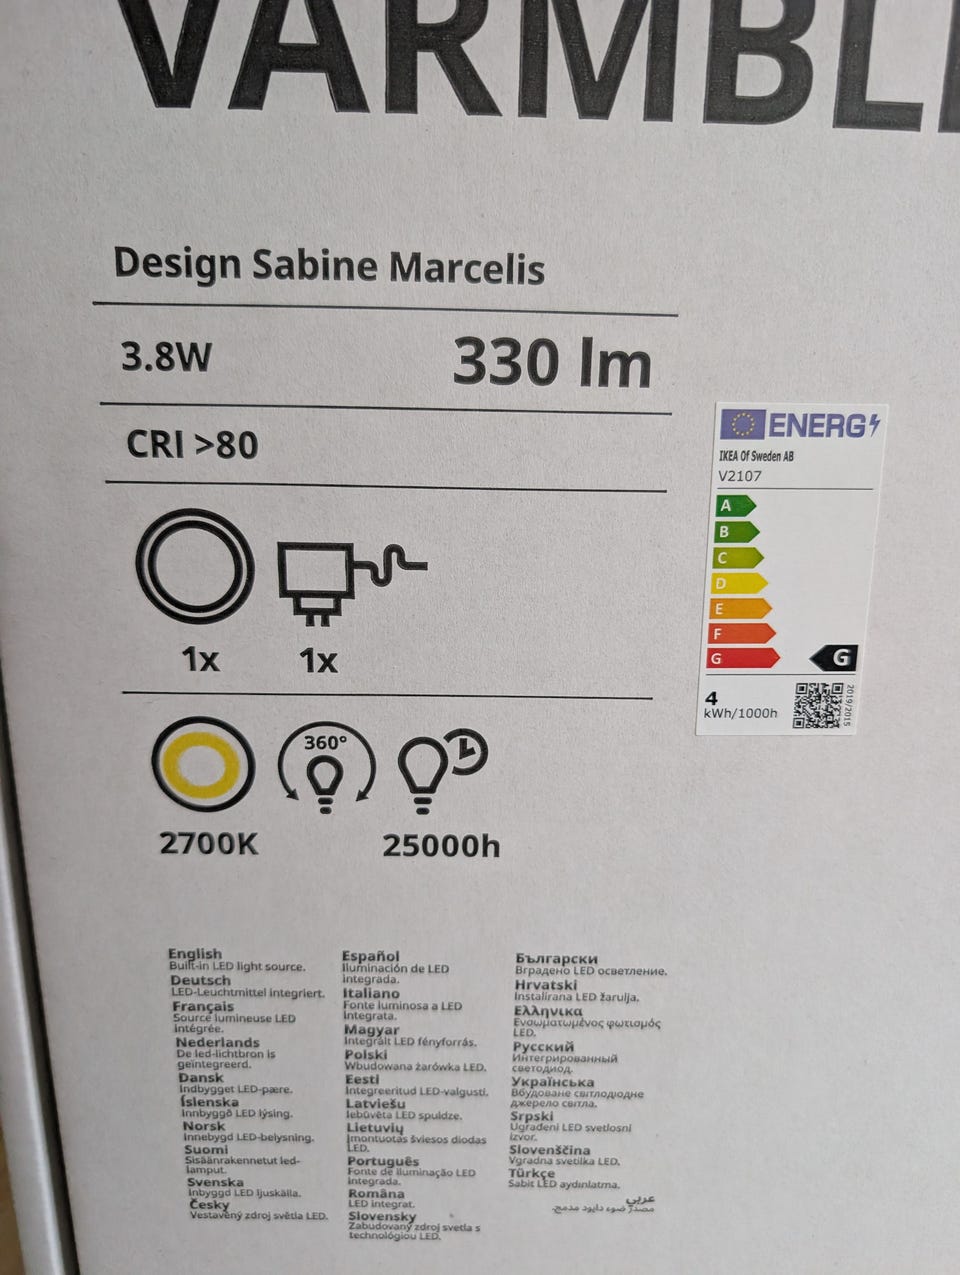 VARMBL
Design Sabine Marcelis
3.8W 330 lm
CRI >80
1x 1x
360°
2700K 25000h
ENERG
IKEA Of Sweden AB
V2107
A
B
C
D
E
F
G
G
4
kWh/1000h
2019/2015
English
Built-in LED light source.
Deutsch
LED-Leuchtmittel integriert.
Français
Source lumineuse LED
intégrée.
Nederlands
De led-lichtbron is
geïntegreerd.
Dansk
Indbygget LED-pære.
Íslenska
Innbyggð LED lýsing.
Norsk
Innebygd LED-belysning.
Suomi
Sisäänrakennetut led-
lamput.
Svenska
Inbyggd LED ljuskälla.
Česky
Vestavěný zdroj světla LED.
Español
Iluminación de LED
integrada.
Italiano
Fonte luminosa a LED
integrata.
Magyar
Integrált LED fényforrás.
Polski
Wbudowana żarówka LED.
Eesti
Integreeritud LED-valgusti.
Latviešu
Iebūvēta LED spuldze.
Lietuvių
Įmontuotas šviesos diodas
LED.
Português
Fonte de iluminação LED
integrada.
Româna
LED integrat.
Slovensky
Zabudovaný zdroj svetla s
technológiou LED.
Български
Вградено LED осветление.
Hrvatski
Instalirana LED žarulja.
Ελληνικα
Ενσωματωμένος φωτισμός
LED.
Русский
Интегрированный
светодиод.
Українська
Вбудоване світлодіодне
джерело світла.
Srpski
Ugrađeni LED svetlosni
izvor.
Slovenščina
Vgradna svetilka LED.
Türkçe
Sabit LED aydınlatma.
عربي
مصدر ضوء دايود مدمج.